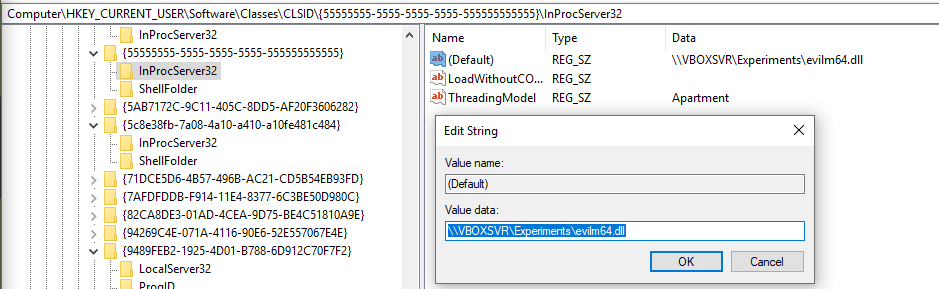 Computer\HKEY_CURRENT_USER\Software\Classes\CLSID\{55555555-5555-5555-5555-555555555555}\InProcServer32
InProcServer32
{55555555-5555-5555-5555-555555555555}
InProcServer32
ShellFolder
{5AB7172C-9C11-405C-8DD5-AF20F3606282}
{5c8e38fb-7a08-4a10-a410-a10fe481c484}
InProcServer32
ShellFolder
{71DCE5D6-4B57-496B-AC21-CD5B54EB93FD}
{7AFDFDDB-F914-11E4-8377-6C3BE50D980C}
{82CA8DE3-01AD-4CEA-9D75-BE4C51810A9E}
{94269C4E-071A-4116-90E6-52E557067E4E}
{9489FEB2-1925-4D01-B788-6D912C70F7F2}
LocalServer32
ProgID
Name Type Data
(Default) REG_SZ \\VBOXSVR\Experiments\evilm64.dll
LoadWithoutCO... REG_SZ
ThreadingModel REG_SZ Apartment
Edit String
Value name:
(Default)
Value data:
\\VBOXSVR\Experiments\evilm64.dll
OK Cancel